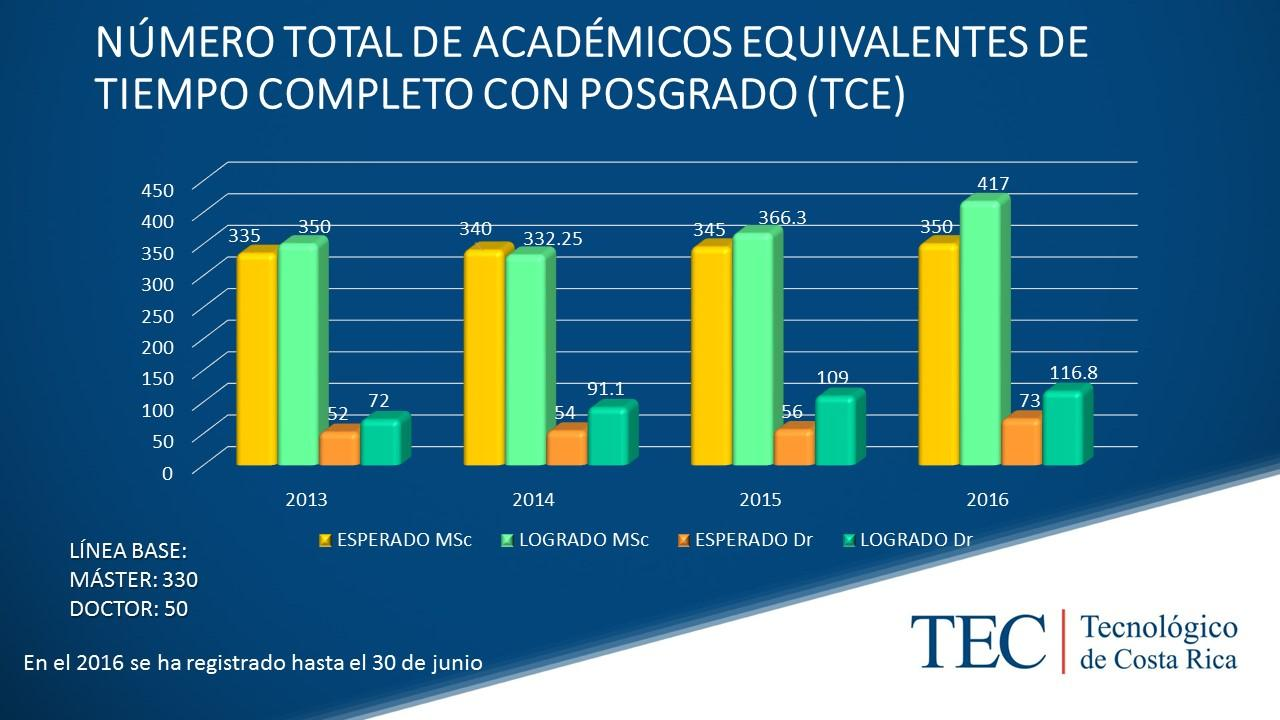 NÚMERO TOTAL DE ACADÉMICOS EQUIVALENTES DE
TIEMPO COMPLETO CON POSGRADO (TCE)
450
400
350
300
250
200
150
100
50
0
335 350 52 72
340 332.25 54 91.1
345 366.3 56 109
350 417 73 116.8
2013 2014 2015 2016
ESPERADO MSc LOGRADO MSc ESPERADO Dr LOGRADO Dr
LÍNEA BASE:
MÁSTER: 330
DOCTOR: 50
En el 2016 se ha registrado hasta el 30 de junio
TEC
Tecnológico
de Costa Rica